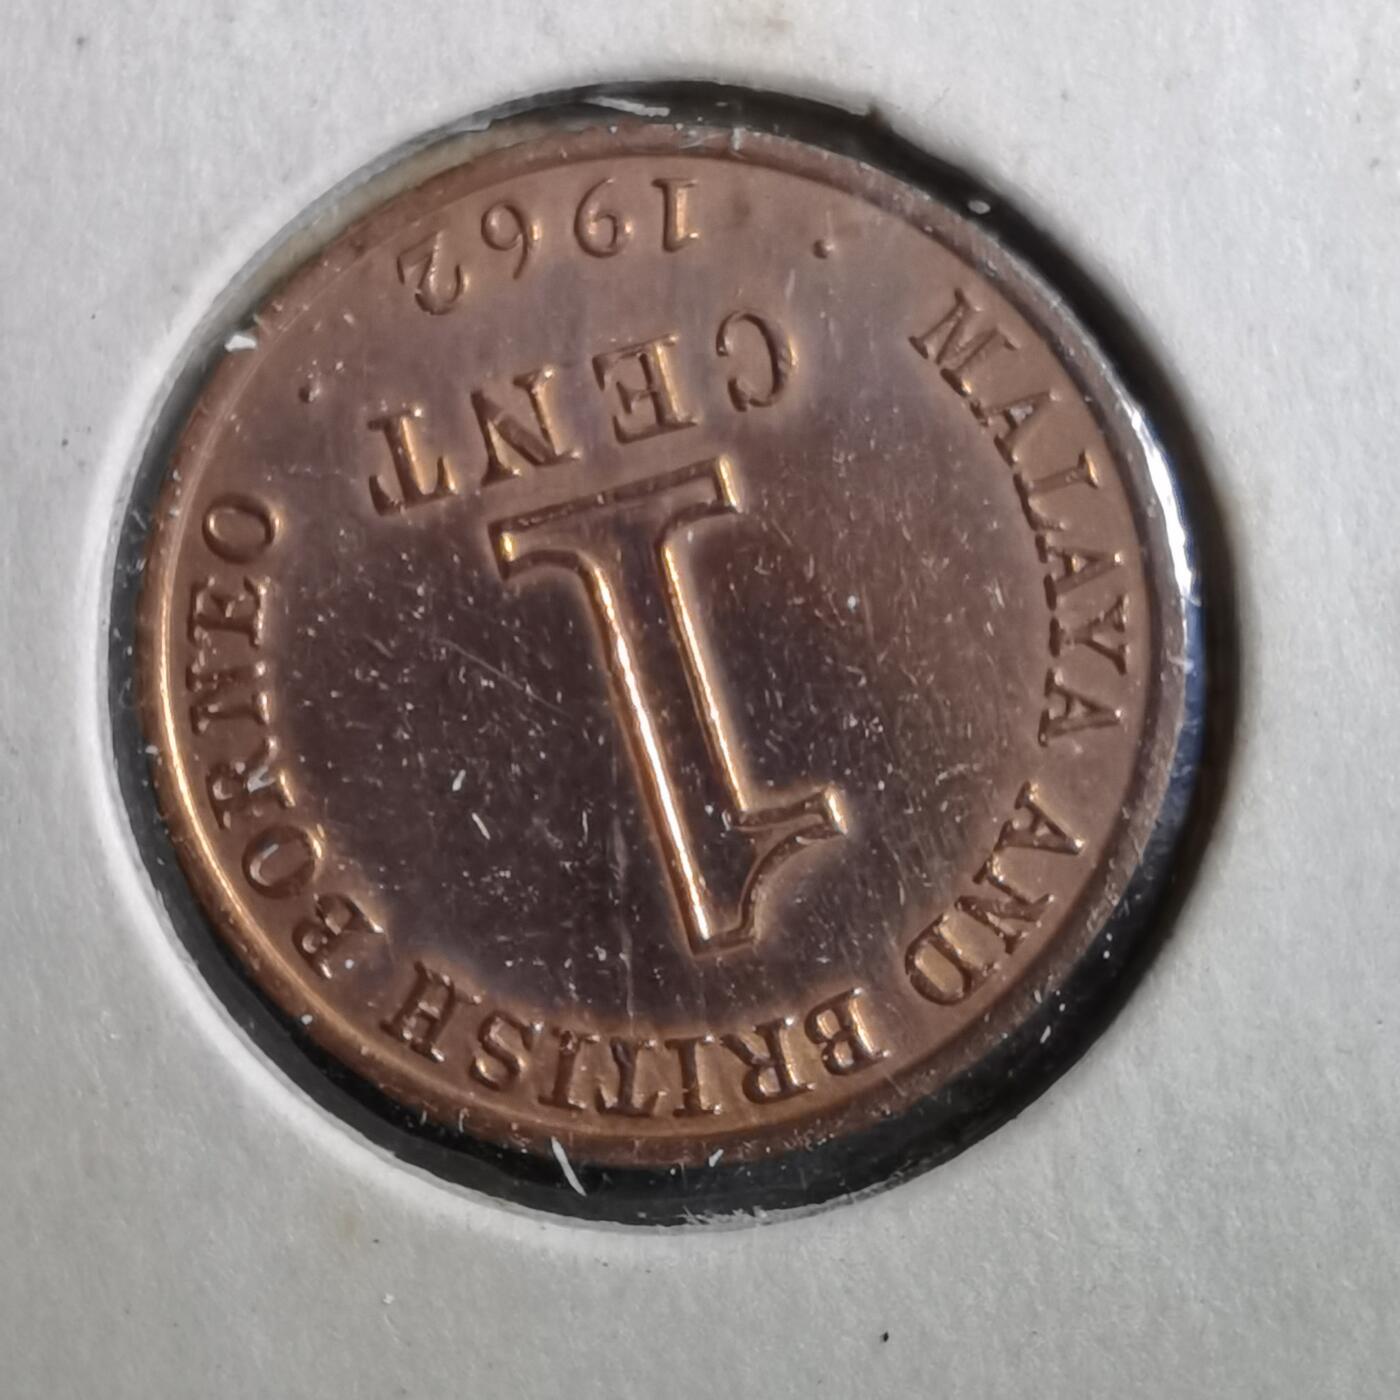 MALAYA AND BRITISH BORNEO
1
CENT
· 1962 ·